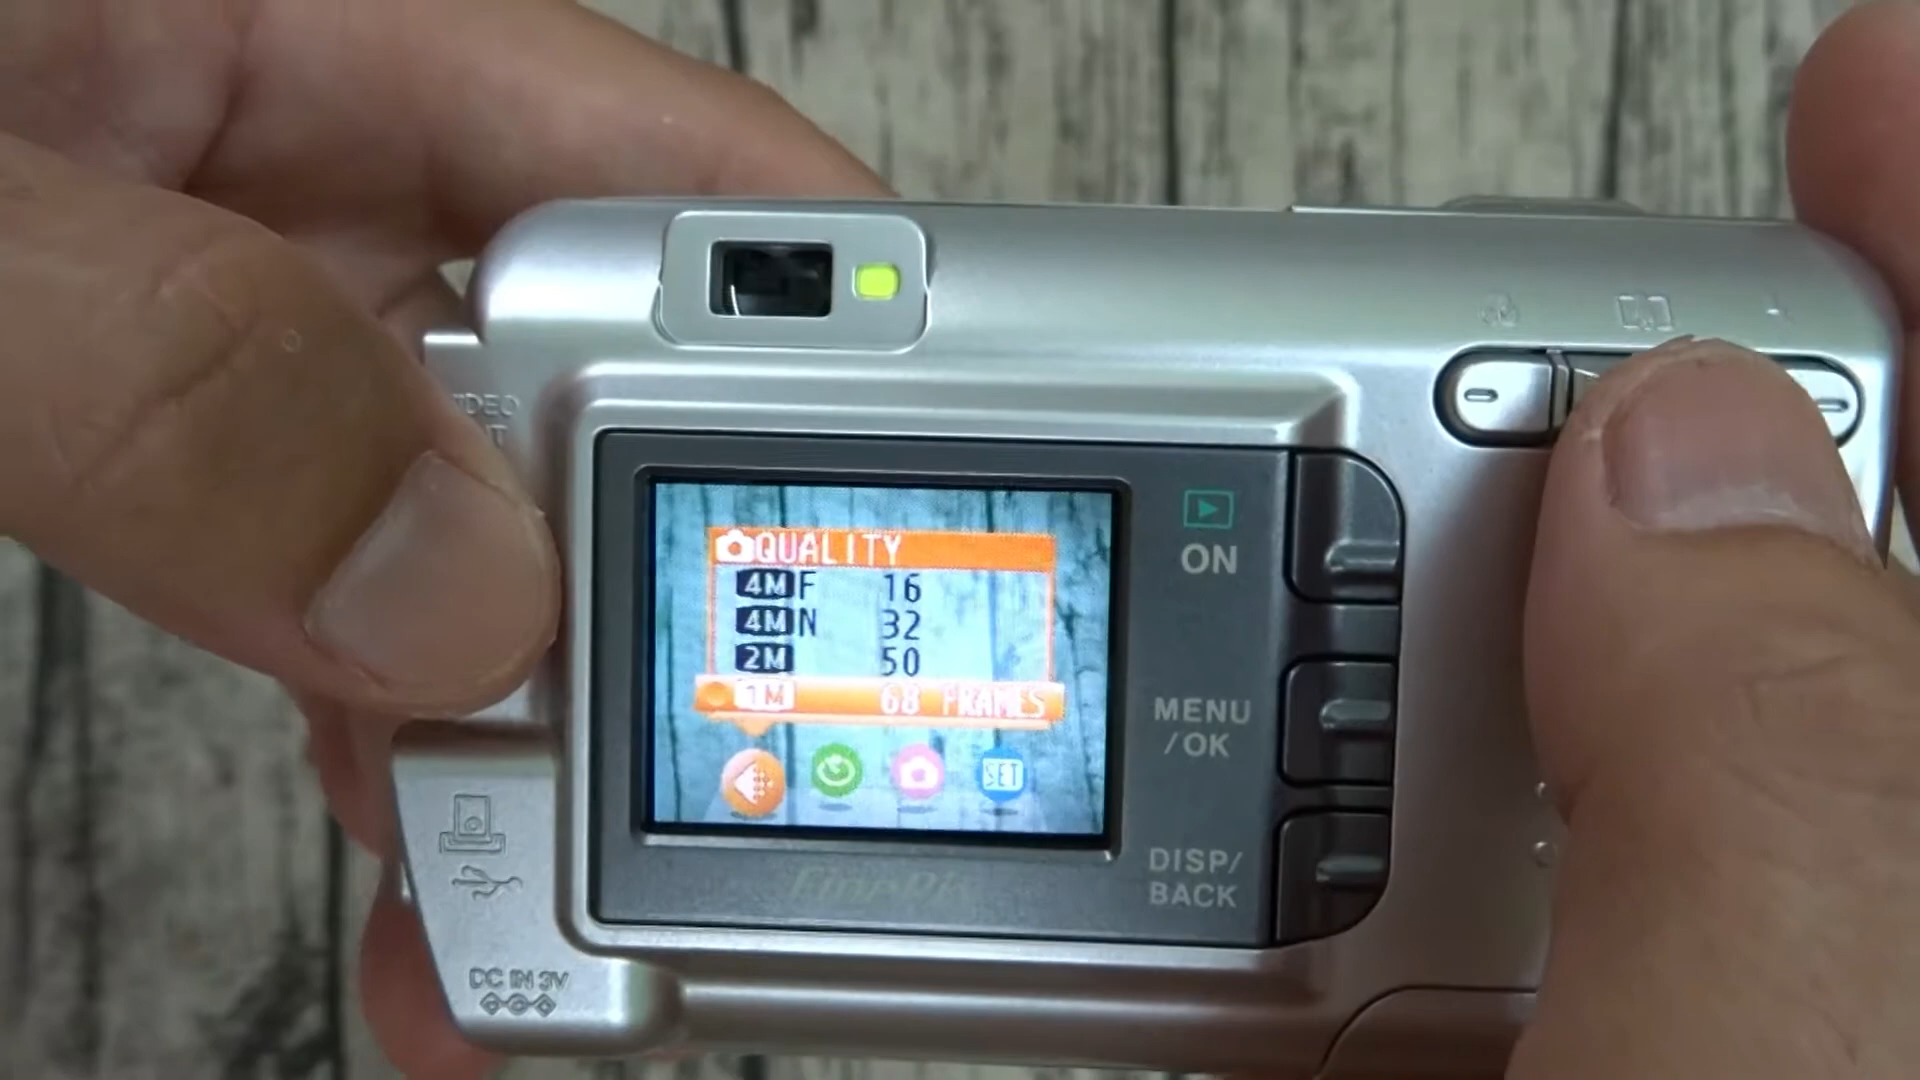 QUALITY
4M F 16
4M N 32
2M 50
1M 68 FRAMES
SET
ON
MENU
/OK
DISP/
BACK
FinePix
DC IN 3V